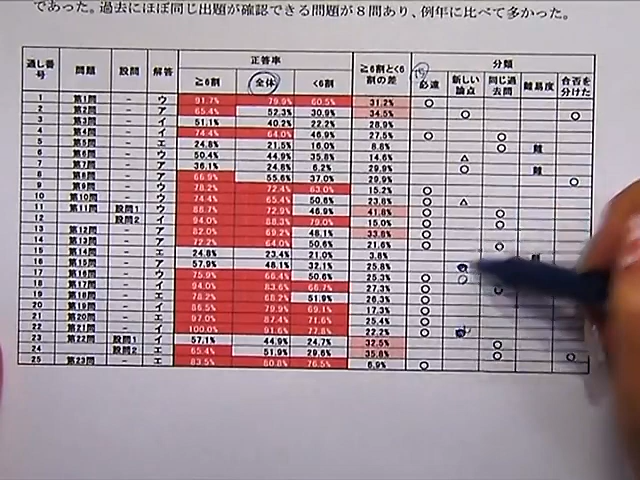 であった。過去にほぼ同じ出題が確認できる問題が８問あり、例年に比べて多かった。
通し番号 問題 設問 解答 正答率 ≧6割とく6割の差 分類
≧6割 全体 <6割 必達 新しい論点 同じ過去問 難易度 合否を分けた
1 第1問 - ウ 91.7% 79.9% 60.5% 31.2% ○
2 第2問 - ア 65.4% 52.3% 30.9% 34.5% ○ ○
3 第3問 - イ 51.1% 40.2% 22.2% 28.9%
4 第4問 - イ 74.4% 64.0% 46.9% 27.5% ○ ○
5 第5問 - エ 24.8% 21.5% 16.0% 8.8% ○ 難
6 第6問 - ウ 50.4% 44.9% 35.8% 14.6% △
7 第7問 - ア 36.1% 24.8% 6.2% 29.9% ○ 難
8 第8問 - ア 66.9% 55.6% 37.0% 29.9% ○
9 第9問 - ウ 78.2% 72.4% 63.0% 15.2% ○
10 第10問 - ウ 74.4% 65.4% 50.6% 23.8% ○ △
11 第11問 設問1 ウ 88.7% 72.9% 46.9% 41.8% ○ ○
12 設問2 イ 94.0% 88.3% 79.0% 15.0% ○ ○
13 第12問 - ア 82.0% 69.2% 48.1% 33.8% ○
14 第13問 - ア 72.2% 64.0% 50.6% 21.6% ○ ○
15 第14問 - エ 24.8% 23.4% 21.0% 3.8%
16 第15問 - ア 57.9% 48.1% 32.1% 25.8%
17 第16問 - ウ 75.9% 66.4% 50.6% 25.3% ○ ○
18 第17問 - イ 94.0% 83.6% 66.7% 27.3% ○ ○
19 第18問 - エ 78.2% 68.2% 51.9% 26.3% ○
20 第19問 - イ 86.5% 79.9% 69.1% 17.3% ○
21 第20問 - エ 97.0% 87.4% 71.6% 25.4% ○
22 第21問 - エ 100.0% 91.6% 77.8% 22.2% ○
23 第22問 設問1 イ 57.1% 44.9% 24.7% 32.5% ○
24 設問2 エ 65.4% 51.9% 29.6% 35.8% ○ ○
25 第23問 - エ 83.5% 80.8% 76.5% 6.9% ○